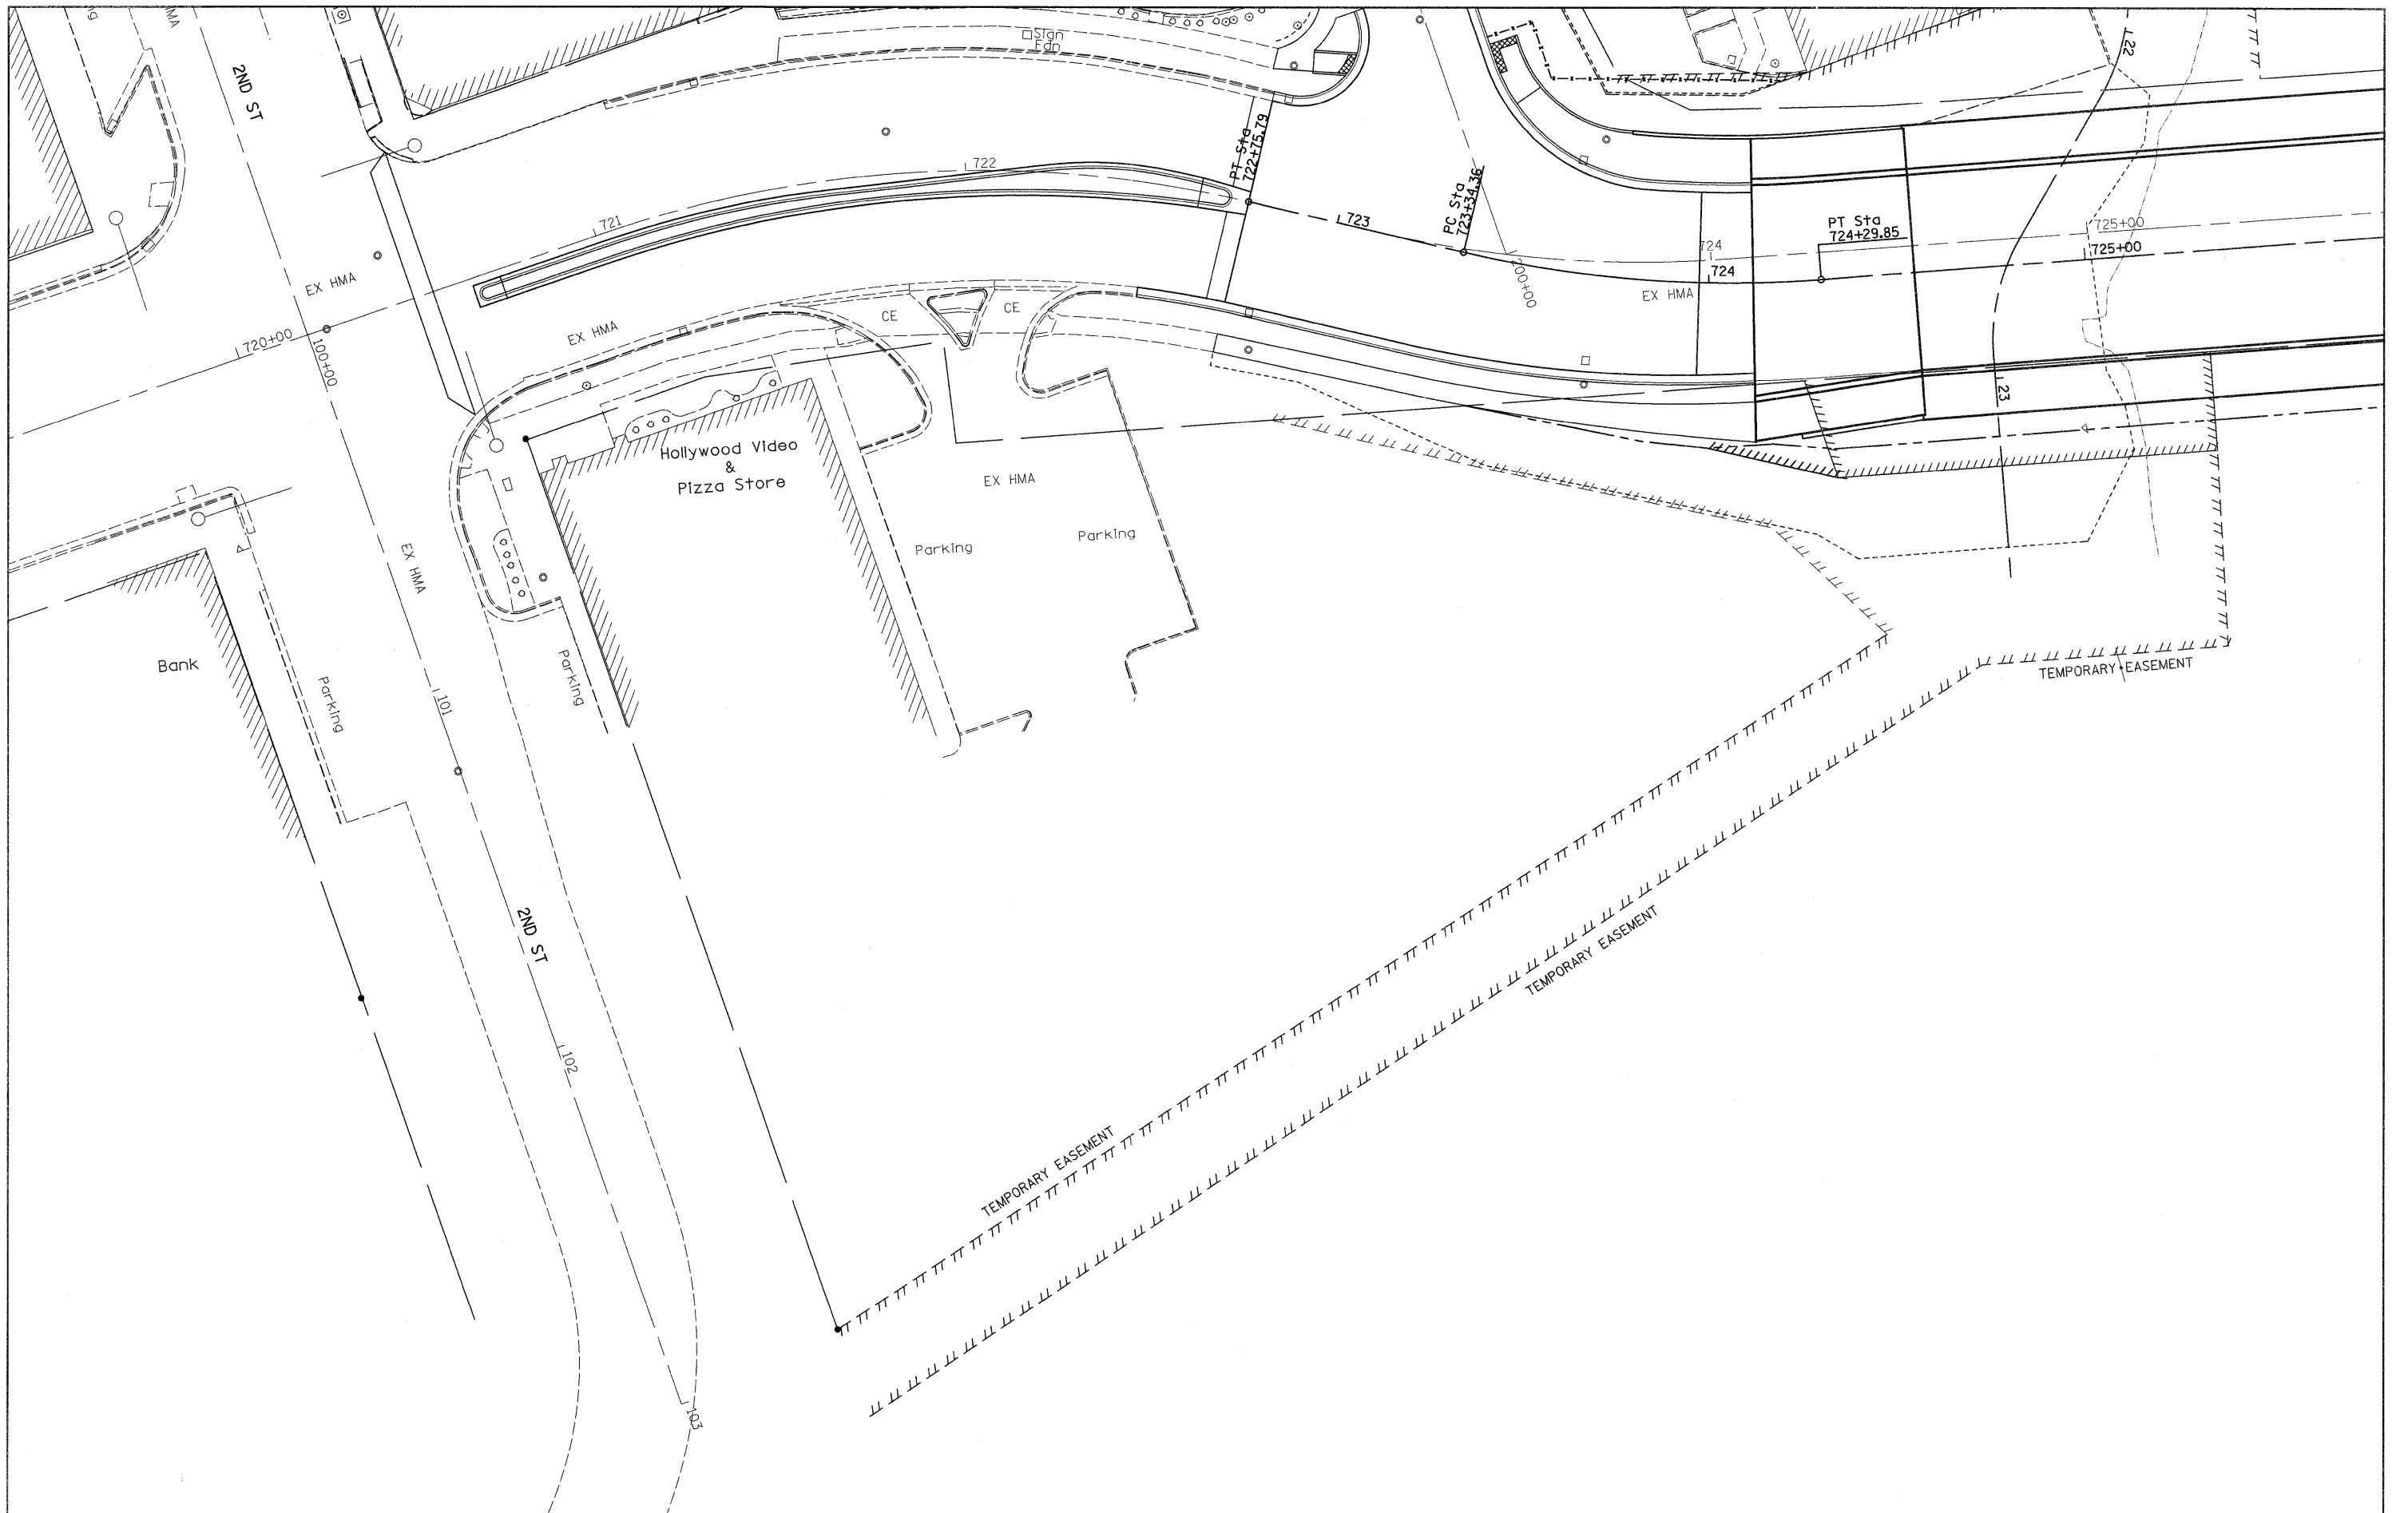 HMA
2ND ST
Sign
Fdn
22
PT Sta
722+75.79
722
721
PC Sta
723+34.36
723
PT Sta
724+29.85
725+00
725+00
724
724
200+00
EX HMA
EX HMA
EX HMA
CE
CE
720+00
100+00
23
Hollywood Video
&
Pizza Store
EX HMA
Parking
Parking
EX HMA
Bank
Parking
Parking
101
TEMPORARY EASEMENT
2ND ST
TEMPORARY EASEMENT
102
TEMPORARY EASEMENT
103